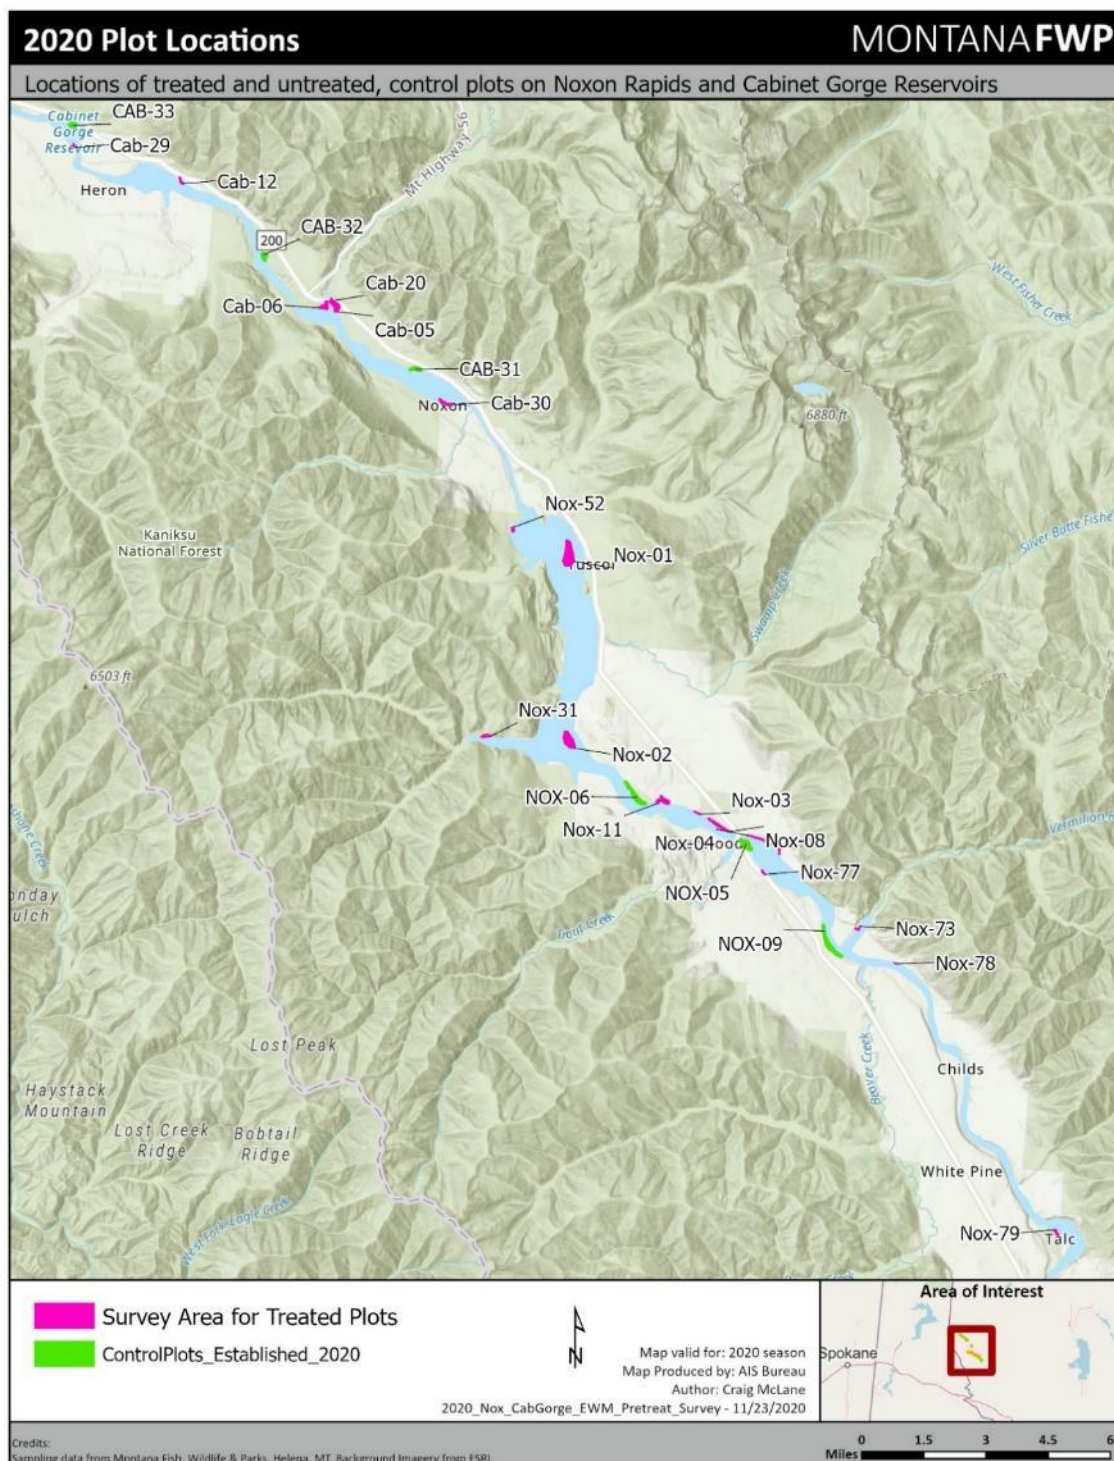 2020 Plot Locations
MONTANAFWP
Locations of treated and untreated, control plots on Noxon Rapids and Cabinet Gorge Reservoirs
Cabinet
Gorge
Resevoir
CAB-33
Cab-29
Heron
Cab-12
Mt Highway 56
CAB-32
200
West Fisher Creek
Cab-20
Cab-06
Cab-05
CAB-31
Noxon
Cab-30
6880 ft
Nox-52
Kaniksu
National Forest
Nox-01
Silver Butte Fisher
Swamp Creek
6503 ft
Nox-31
Nox-02
NOX-06
Nox-03
Nox-11
Nox-04
Nox-08
Nox-77
NOX-05
Vermilion R
Trout Creek
Nox-73
NOX-09
Nox-78
Lost Peak
Beaver Creek
Childs
Haystack
Mountain
Lost Creek
Ridge
Bobtail
Ridge
White Pine
West Fork Eagle Creek
Nox-79
Talc
Survey Area for Treated Plots
ControlPlots_Established_2020
N
Map valid for: 2020 season
Map Produced by: AIS Bureau
Author: Craig McLane
2020_Nox_CabGorge_EWM_Pretreat_Survey - 11/23/2020
Area of Interest
Spokane
Credits:
Sampling data from Montana Fish, Wildlife & Parks, Helena, MT. Background Imagery from ESRI.
0 1.5 3 4.5 6
Miles